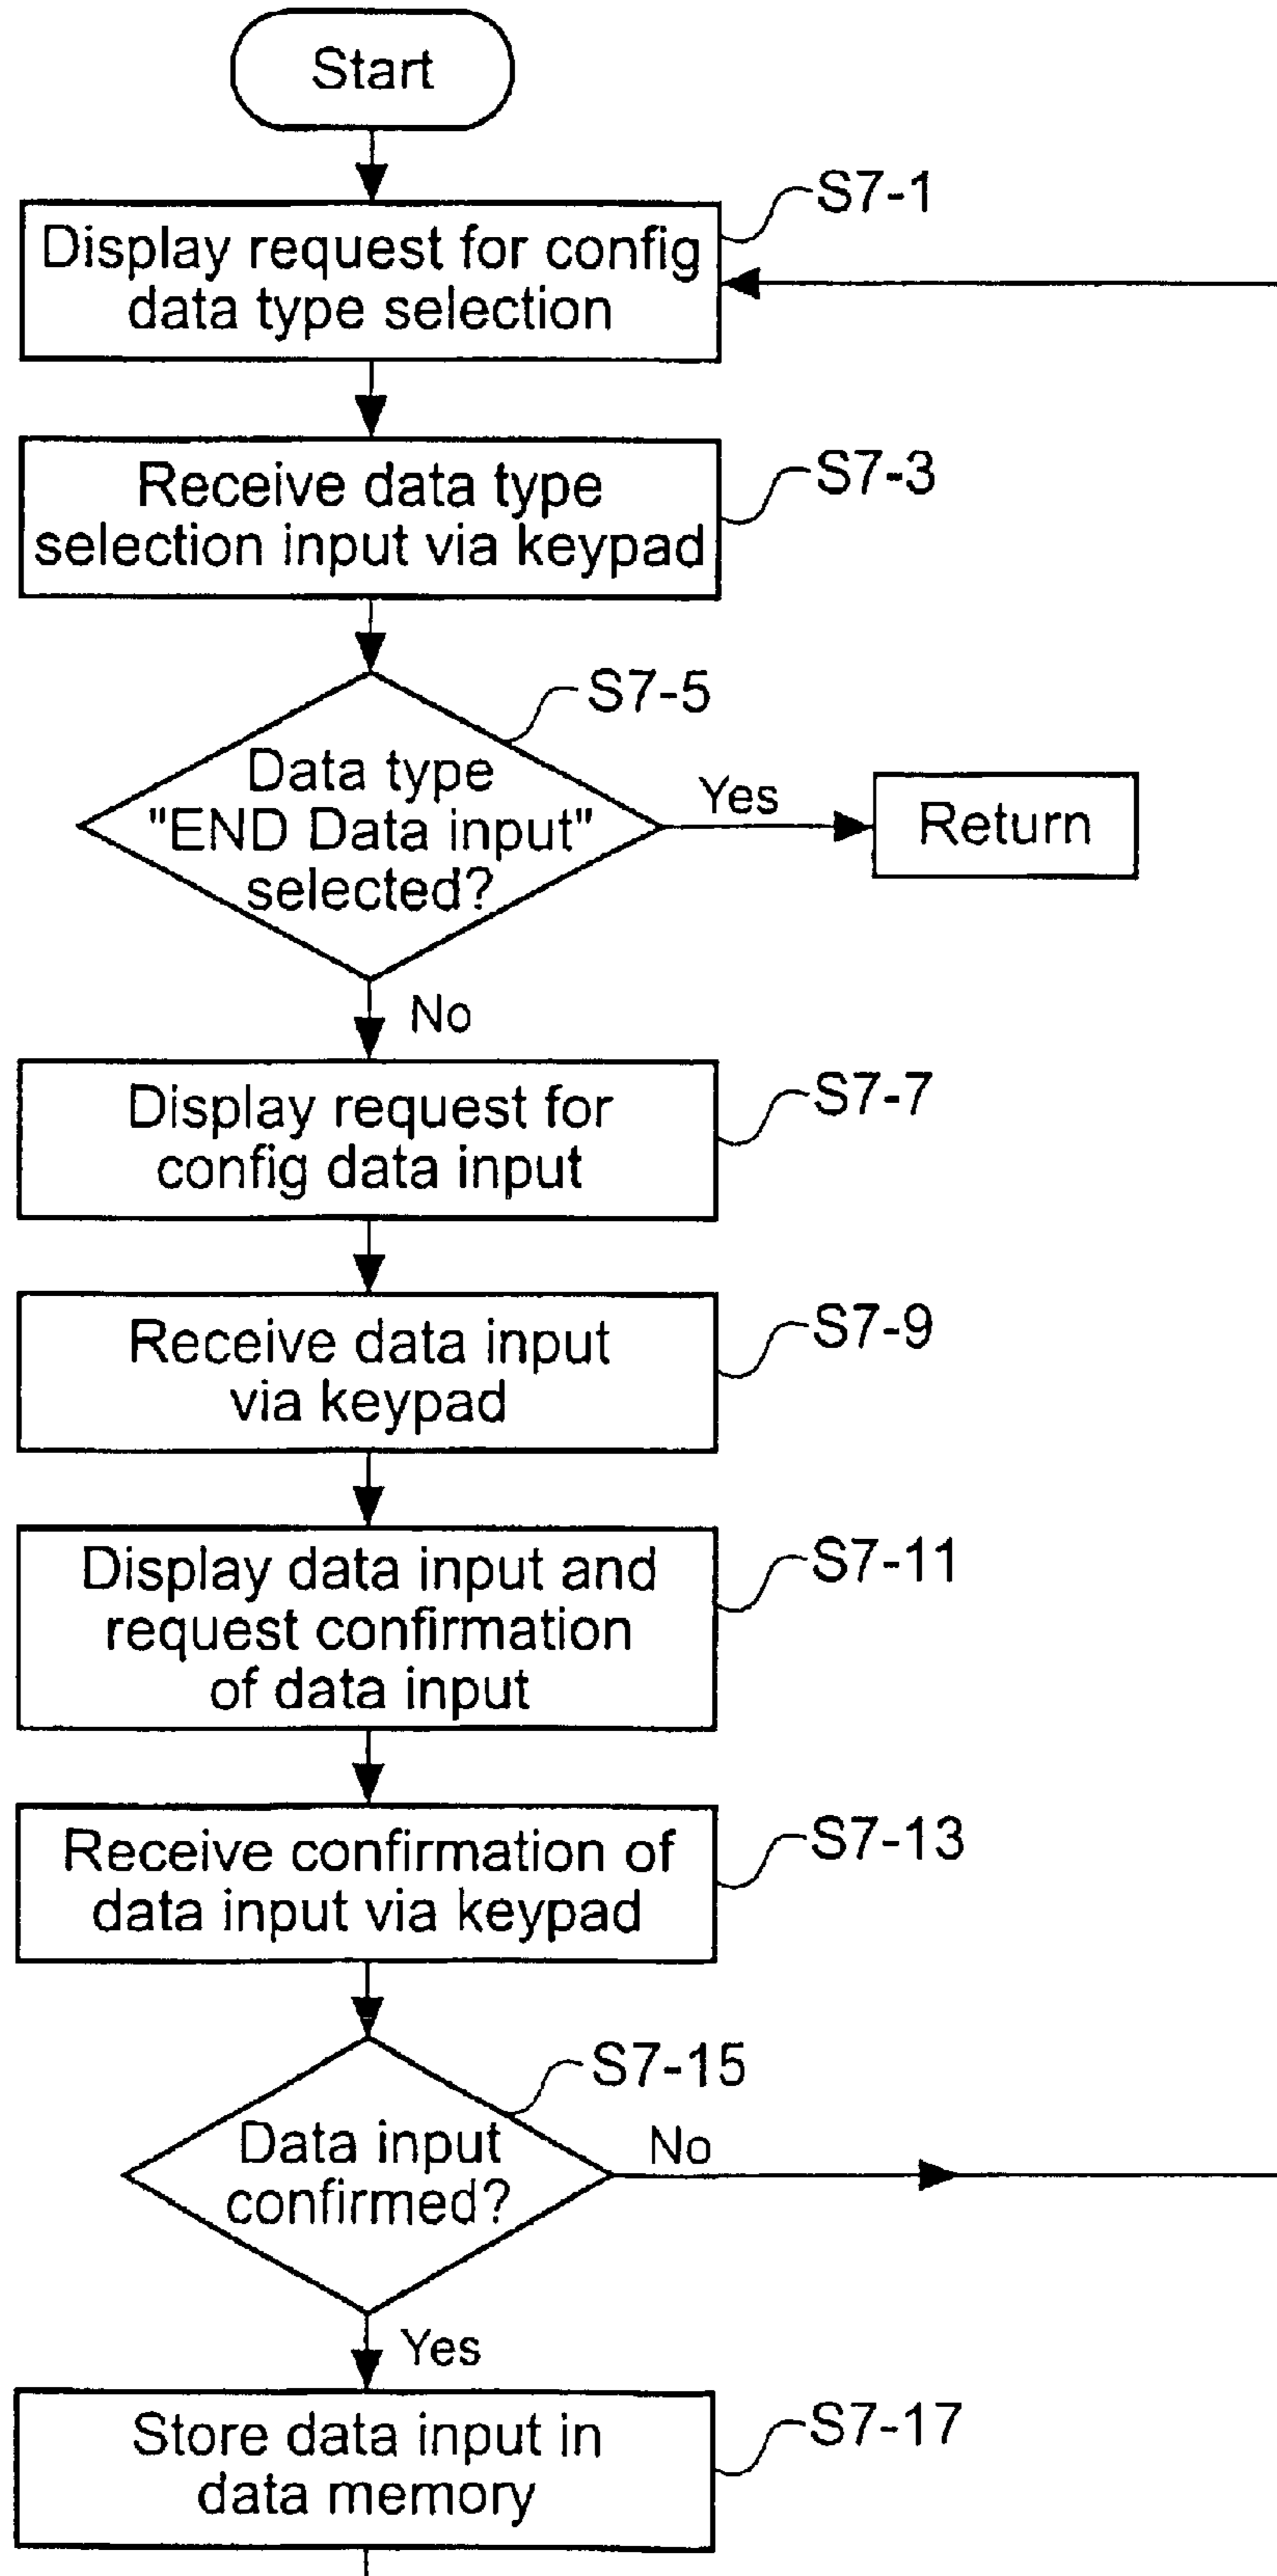 Start
S7-1
Display request for config
data type selection
S7-3
Receive data type
selection input via keypad
S7-5
Data type
"END Data input"
selected?
Yes
Return
No
S7-7
Display request for
config data input
S7-9
Receive data input
via keypad
S7-11
Display data input and
request confirmation
of data input
S7-13
Receive confirmation of
data input via keypad
S7-15
Data input
confirmed?
No
Yes
S7-17
Store data input in
data memory